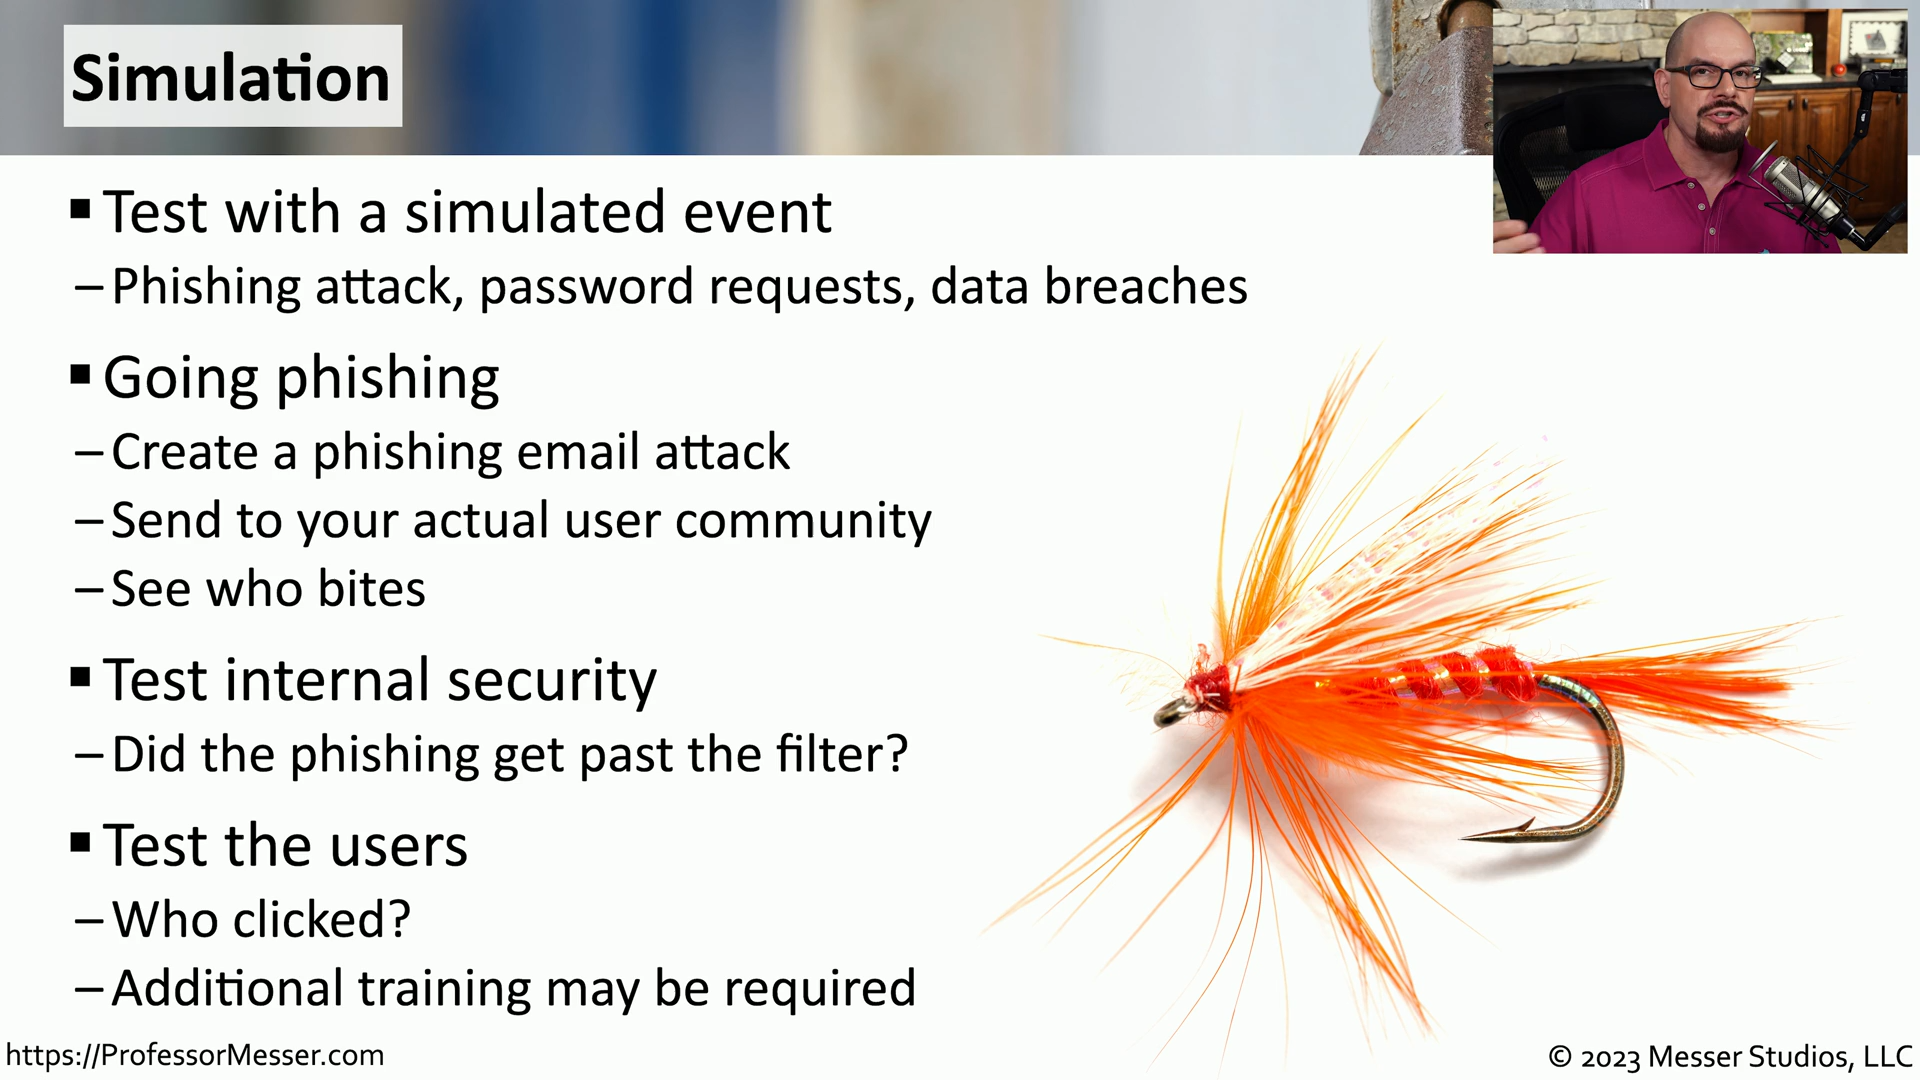 Simulation
▪ Test with a simulated event
– Phishing attack, password requests, data breaches
▪ Going phishing
– Create a phishing email attack
– Send to your actual user community
– See who bites
▪ Test internal security
– Did the phishing get past the filter?
▪ Test the users
– Who clicked?
– Additional training may be required
https://ProfessorMesser.com
© 2023 Messer Studios, LLC